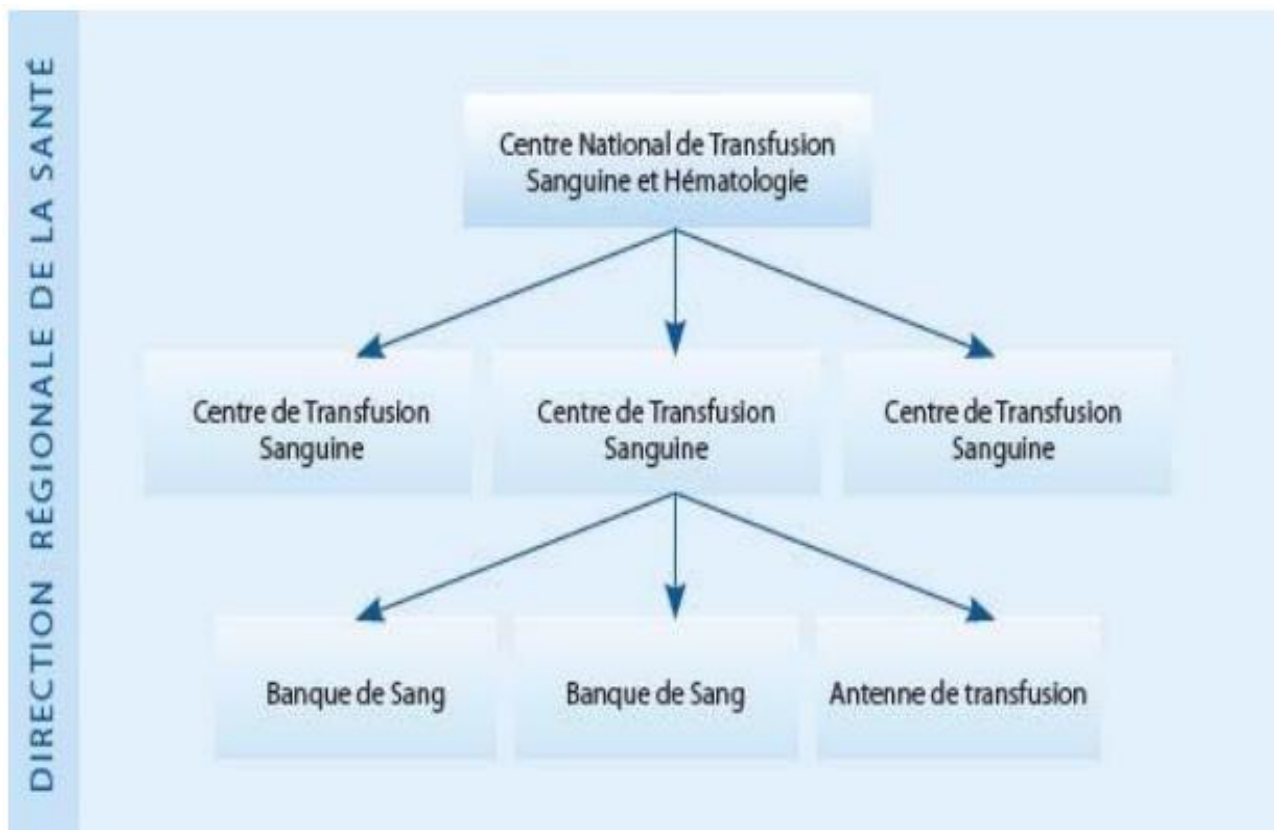 DIRECTION RÉGIONALE DE LA SANTÉ
Centre National de Transfusion
Sanguine et Hématologie
Centre de Transfusion
Sanguine
Centre de Transfusion
Sanguine
Centre de Transfusion
Sanguine
Banque de Sang
Banque de Sang
Antenne de transfusion